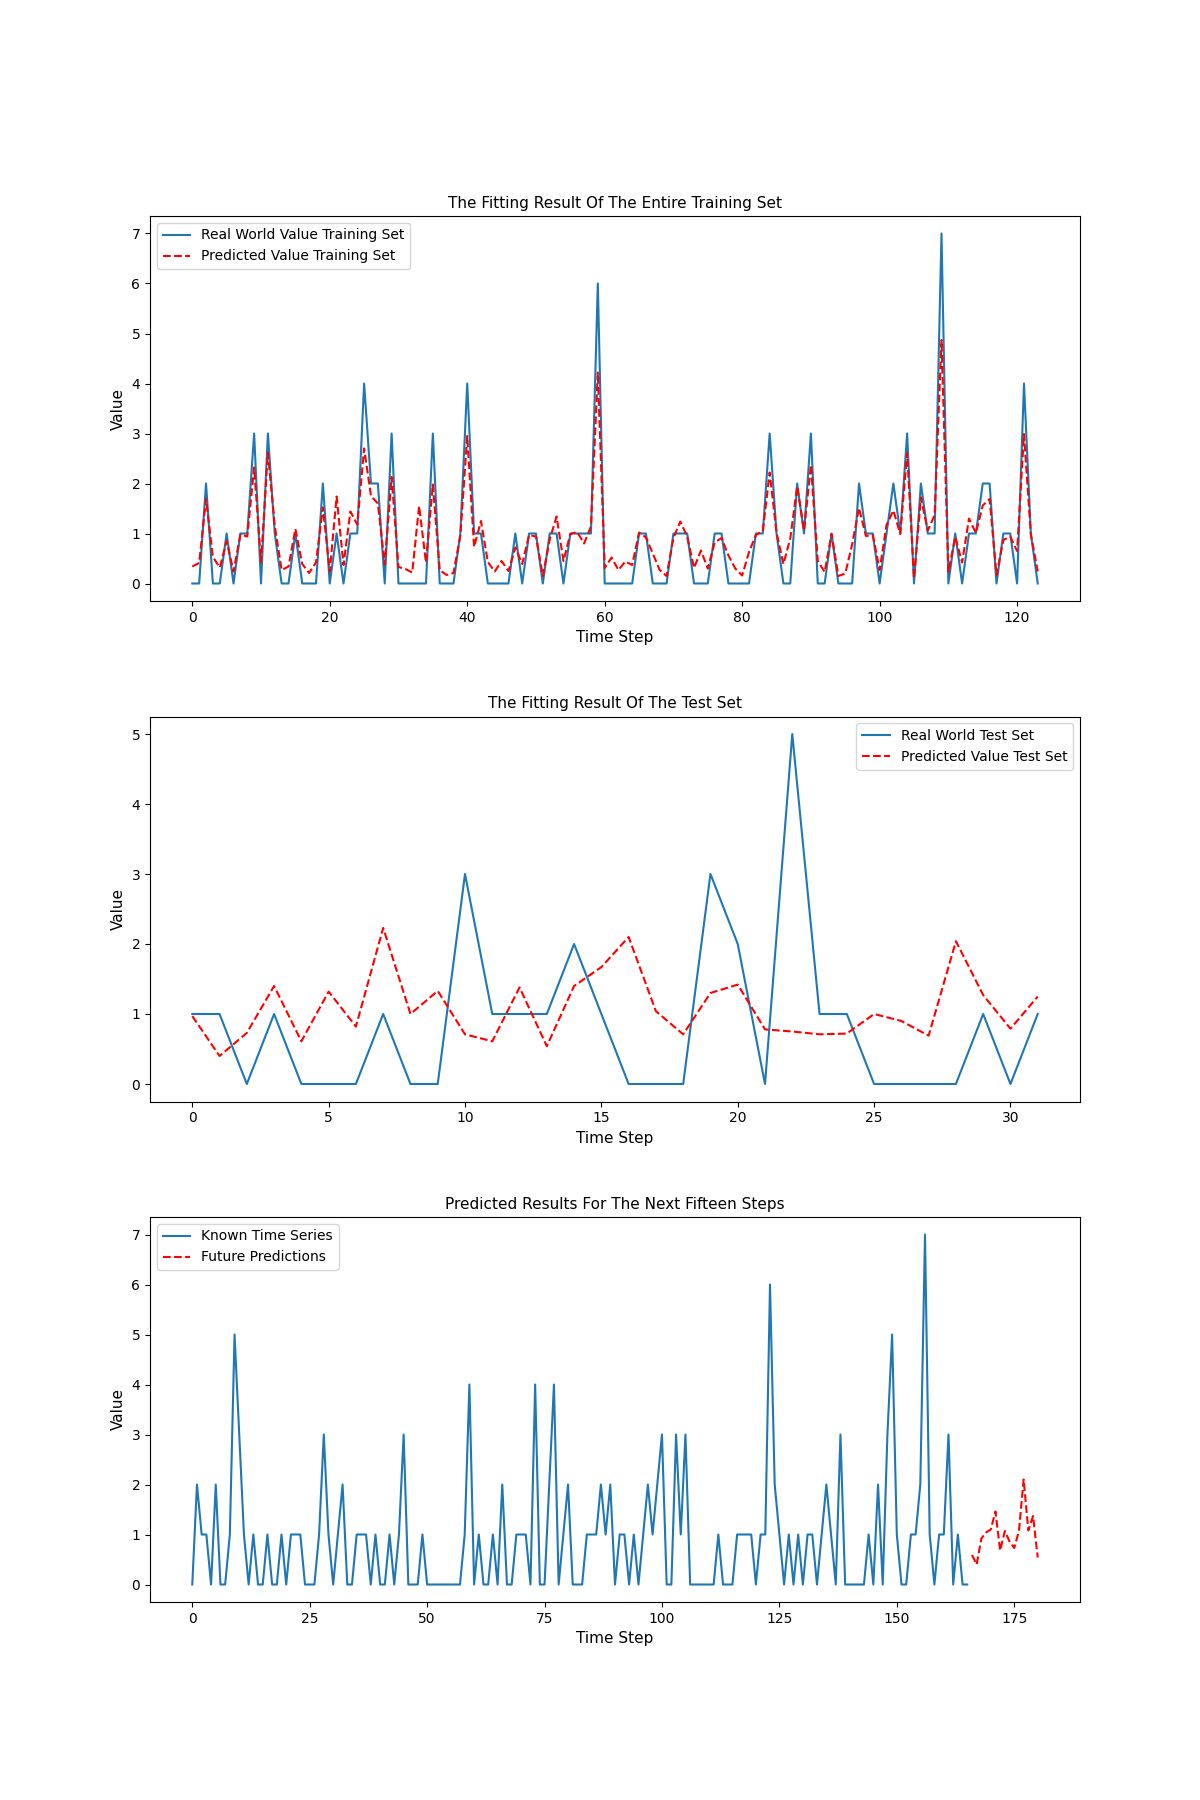 The Fitting Result Of The Entire Training Set
Real World Value Training Set
Predicted Value Training Set
7
6
5
4
3
2
1
0
Value
0 20 40 60 80 100 120
Time Step
The Fitting Result Of The Test Set
Real World Test Set
Predicted Value Test Set
5
4
3
2
1
0
Value
0 5 10 15 20 25 30
Time Step
Predicted Results For The Next Fifteen Steps
Known Time Series
Future Predictions
7
6
5
4
3
2
1
0
Value
0 25 50 75 100 125 150 175
Time Step